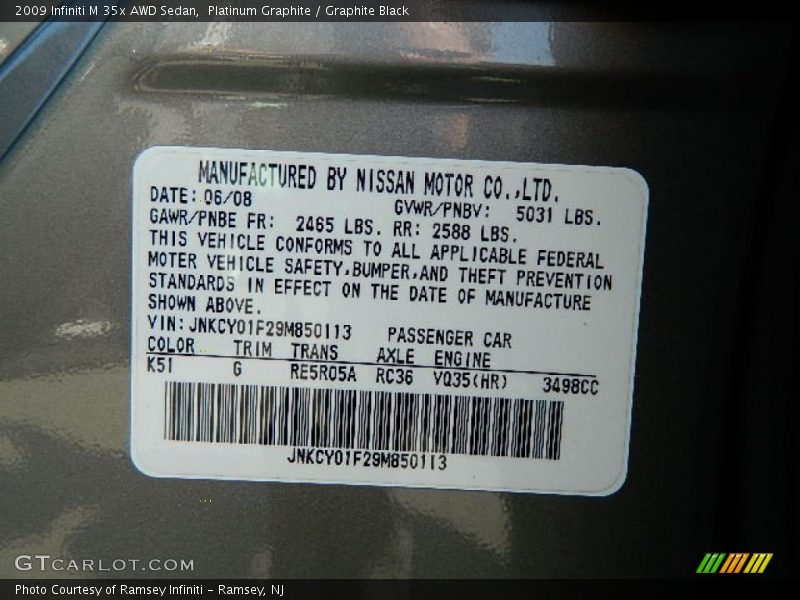 2009 Infiniti M 35x AWD Sedan,  Platinum Graphite / Graphite Black
MANUFACTURED BY NISSAN MOTOR CO.,LTD.
DATE: 06/08 GVWR/PNBV: 5031 LBS.
GAWR/PNBE FR: 2465 LBS. RR: 2588 LBS.
THIS VEHICLE CONFORMS TO ALL APPLICABLE FEDERAL
MOTER VEHICLE SAFETY,BUMPER,AND THEFT PREVENTION
STANDARDS IN EFFECT ON THE DATE OF MANUFACTURE
SHOWN ABOVE.
VIN: JNKCY01F29M850113 PASSENGER CAR
COLOR TRIM TRANS AXLE ENGINE
K51 G RE5R05A RC36 VQ35(HR) 3498CC
JNKCY01F29M850113
GTCARLOT.COM
Photo Courtesy of Ramsey Infiniti - Ramsey, NJ